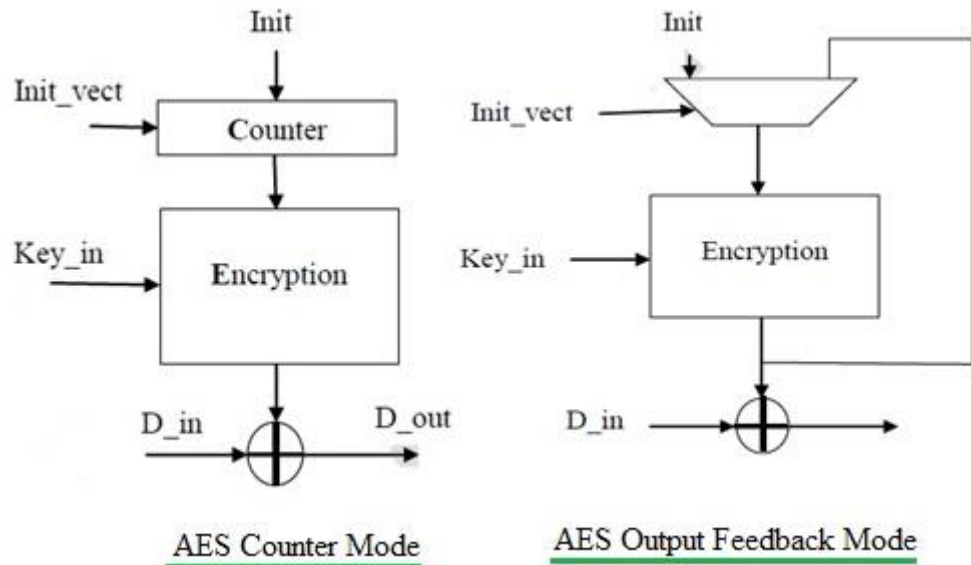 Init
Init_vect
Counter
Key_in
Encryption
D_in
D_out
AES Counter Mode
Init
Init_vect
Key_in
Encryption
D_in
AES Output Feedback Mode